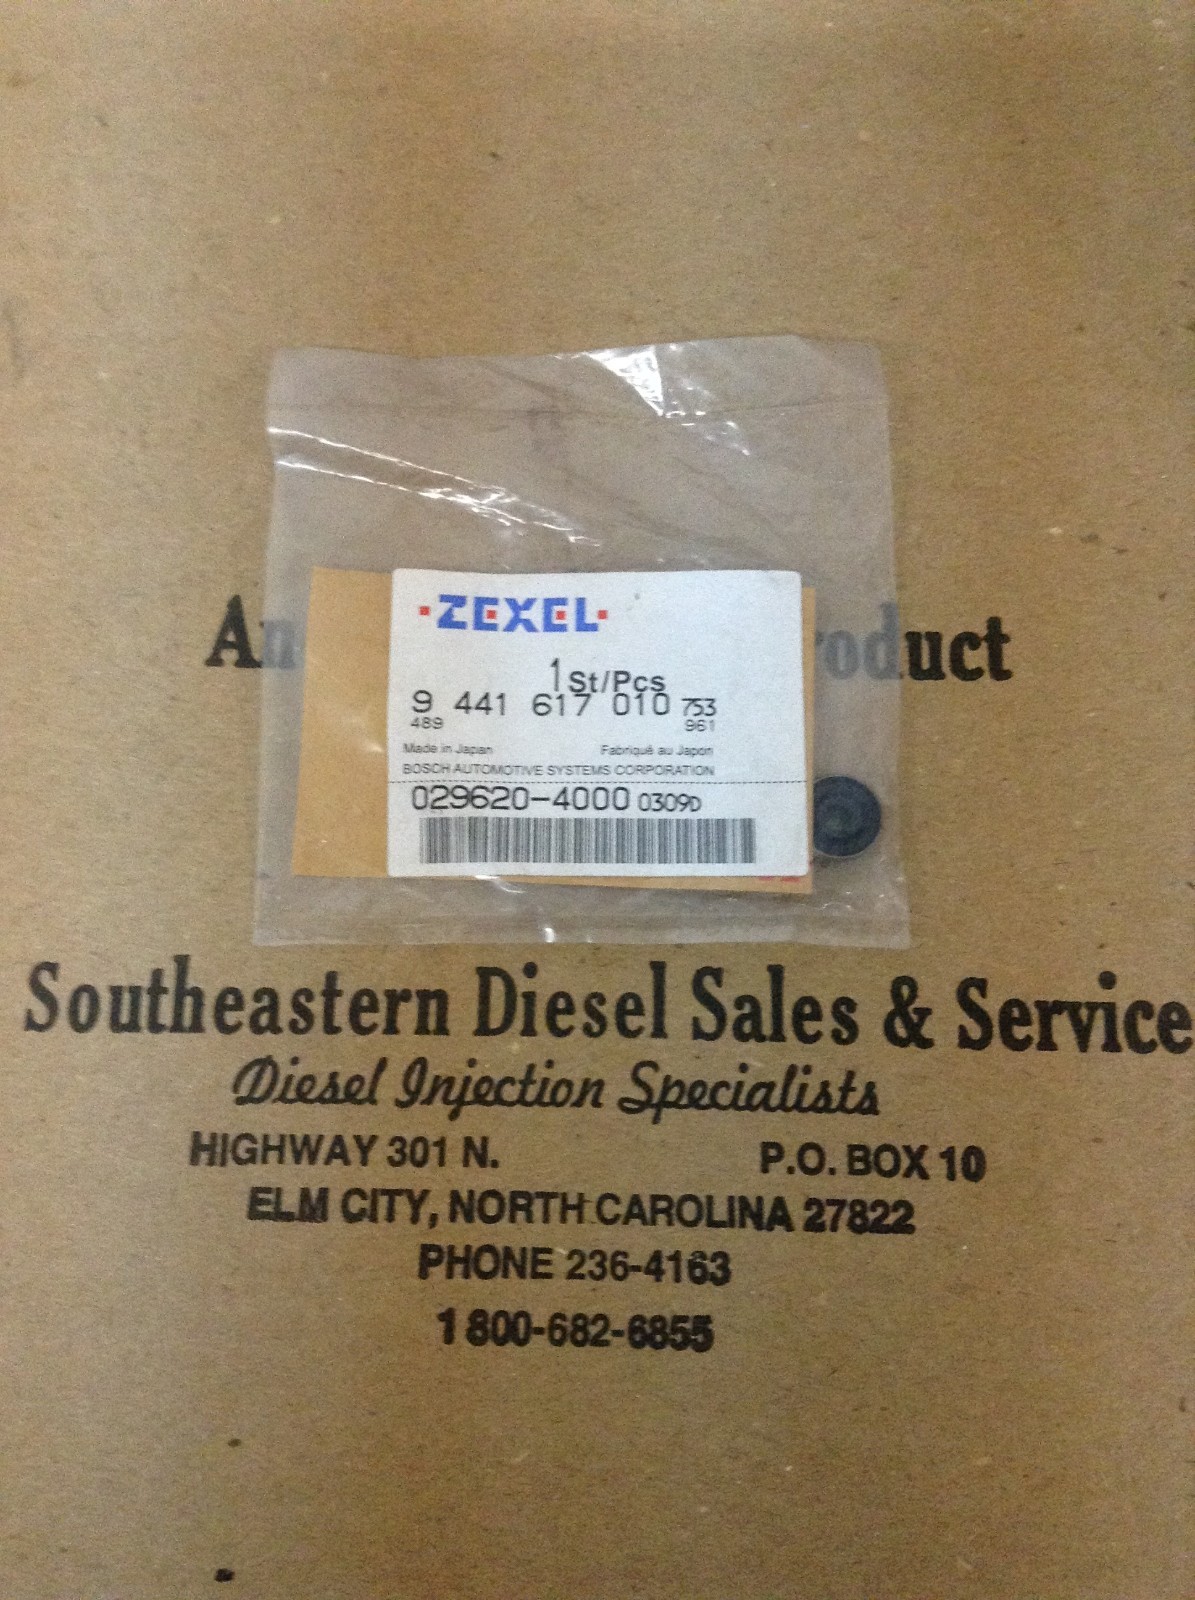 ZEXEL
1 St/Pcs
9 441 617 010 753
489 961
Made in Japan Fabriqué au Japon
BOSCH AUTOMOTIVE SYSTEMS CORPORATION
029620-4000 0309D
Southeastern Diesel Sales & Service
Diesel Injection Specialists
HIGHWAY 301 N. P.O. BOX 10
ELM CITY, NORTH CAROLINA 27822
PHONE 236-4163
1 800-682-6855